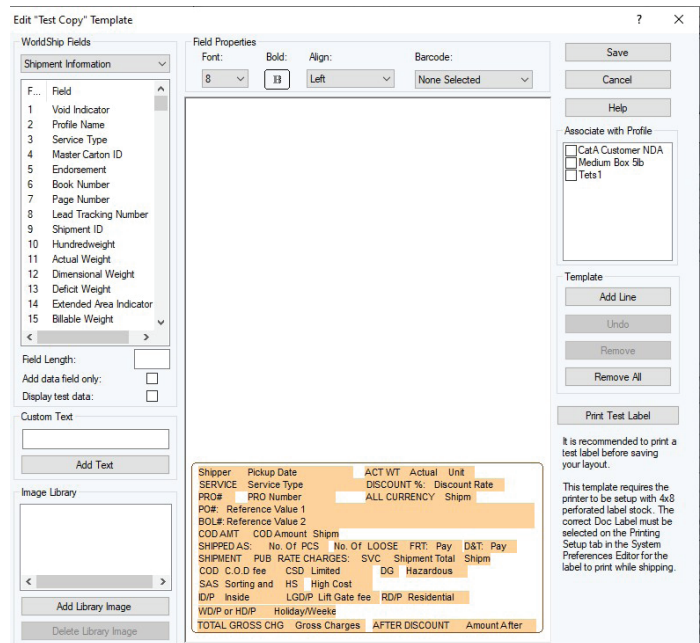 Edit "Test Copy" Template
? X
WorldShip Fields
Shipment Information
F... Field
1 Void Indicator
2 Profile Name
3 Service Type
4 Master Carton ID
5 Endorsement
6 Book Number
7 Page Number
8 Lead Tracking Number
9 Shipment ID
10 Hundredweight
11 Actual Weight
12 Dimensional Weight
13 Deficit Weight
14 Extended Area Indicator
15 Billable Weight
Field Length:
Add data field only:
Display test data:
Custom Text
Add Text
Image Library
Add Library Image
Delete Library Image
Field Properties
Font: Bold: Align: Barcode:
8 B Left None Selected
Shipper Pickup Date ACT WT Actual Unit
SERVICE Service Type DISCOUNT %: Discount Rate
PRO# PRO Number ALL CURRENCY Shipm
PO#: Reference Value 1
BOL#: Reference Value 2
COD AMT COD Amount Shipm
SHIPPED AS: No. Of PCS No. Of LOOSE FRT: Pay D&T: Pay
SHIPMENT PUB RATE CHARGES: SVC Shipment Total Shipm
COD C.O.D fee CSD Limited DG Hazardous
SAS Sorting and HS High Cost
ID/P Inside LGD/P Lift Gate fee RD/P Residential
WD/P or HD/P Holiday/Weeke
TOTAL GROSS CHG Gross Charges AFTER DISCOUNT Amount After
Save
Cancel
Help
Associate with Profile
CatA Customer NDA
Medium Box 5lb
Tets1
Template
Add Line
Undo
Remove
Remove All
Print Test Label
It is recommended to print a
test label before saving
your layout.
This template requires the
printer to be setup with 4x8
perforated label stock. The
correct Doc Label must be
selected on the Printing
Setup tab in the System
Preferences Editor for the
label to print while shipping.